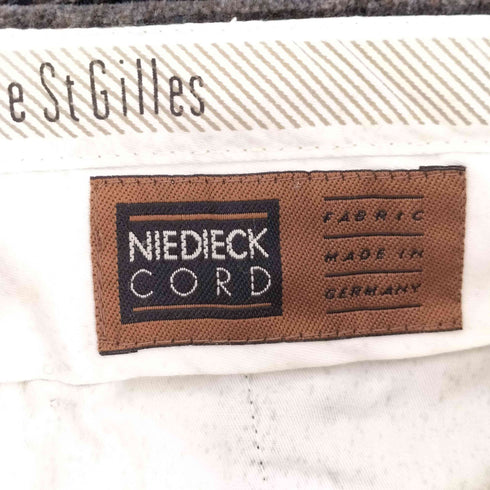 e St Gilles
NIEDIECK
CORD
FABRIC
MADE IN
GERMANY